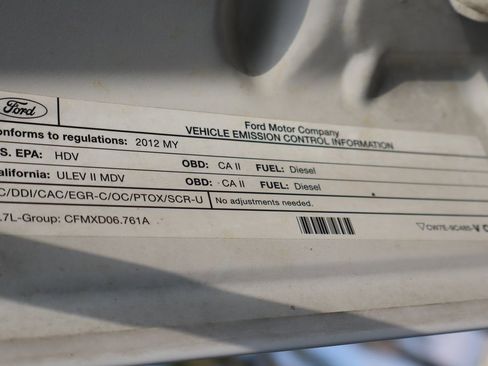 Ford
Ford Motor Company
VEHICLE EMISSION CONTROL INFORMATION
onforms to regulations: 2012 MY
S. EPA: HDV OBD: CA II FUEL: Diesel
alifornia: ULEV II MDV OBD: CA II FUEL: Diesel
C/DDI/CAC/EGR-C/OC/PTOX/SCR-U No adjustments needed.
.7L-Group: CFMXD06.761A
CW7E-9C485-V